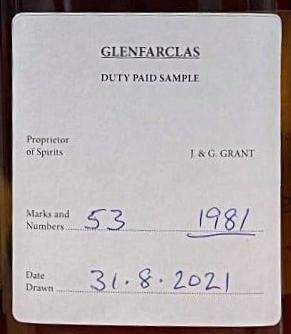 GLENFARCLAS
DUTY PAID SAMPLE
Proprietor
of Spirits J. & G. GRANT
Marks and
Numbers 53 1981
Date
Drawn 31.8.2021